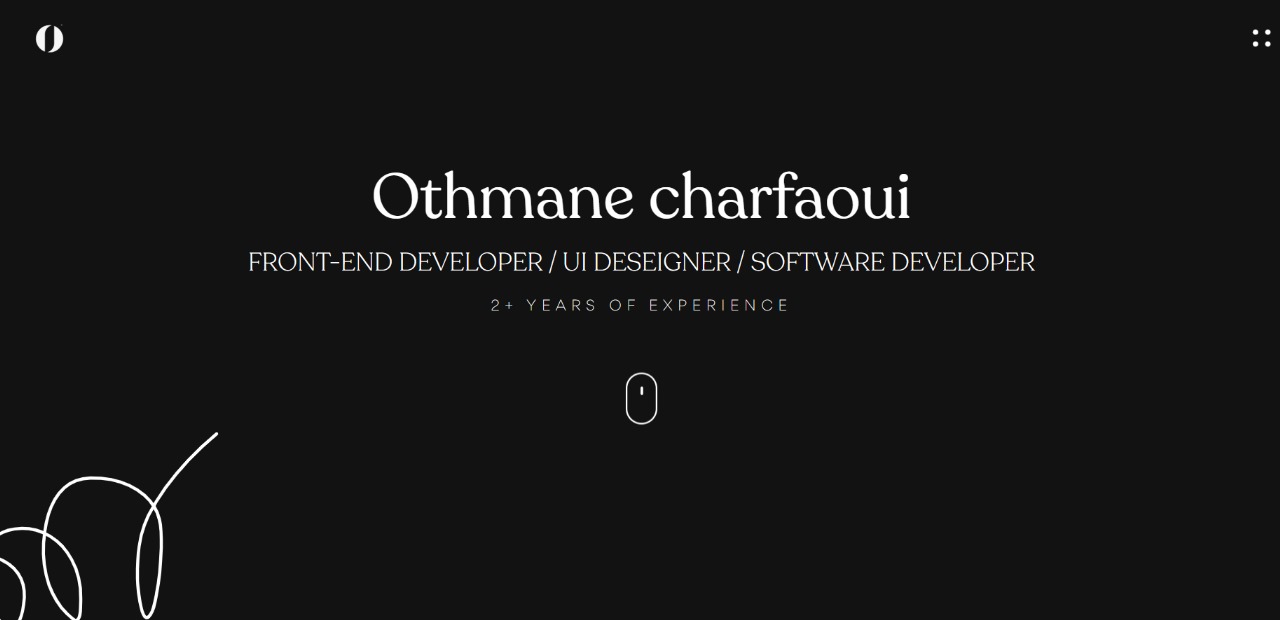 Othmane charfaoui
FRONT-END DEVELOPER / UI DESEIGNER / SOFTWARE DEVELOPER
2+ YEARS OF EXPERIENCE